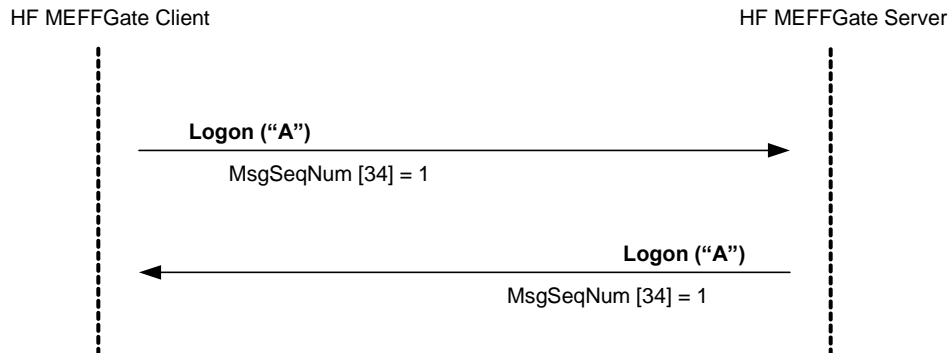 HF MEFFGate Client
HF MEFFGate Server
Logon (“A”)
MsgSeqNum [34] = 1
Logon (“A”)
MsgSeqNum [34] = 1